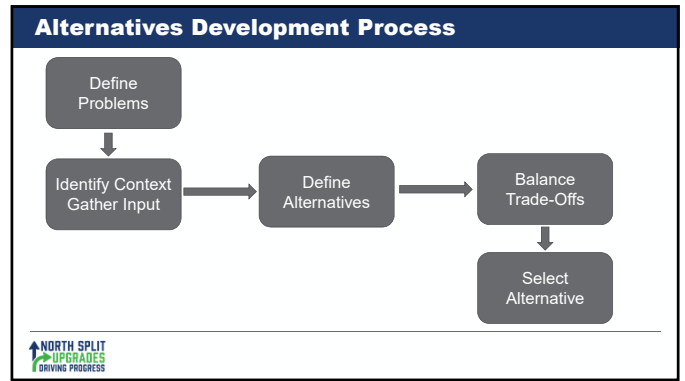 Alternatives Development Process
Define
Problems
Identify Context
Gather Input
Define
Alternatives
Balance
Trade-Offs
Select
Alternative
NORTH SPLIT
UPGRADES
DRIVING PROGRESS